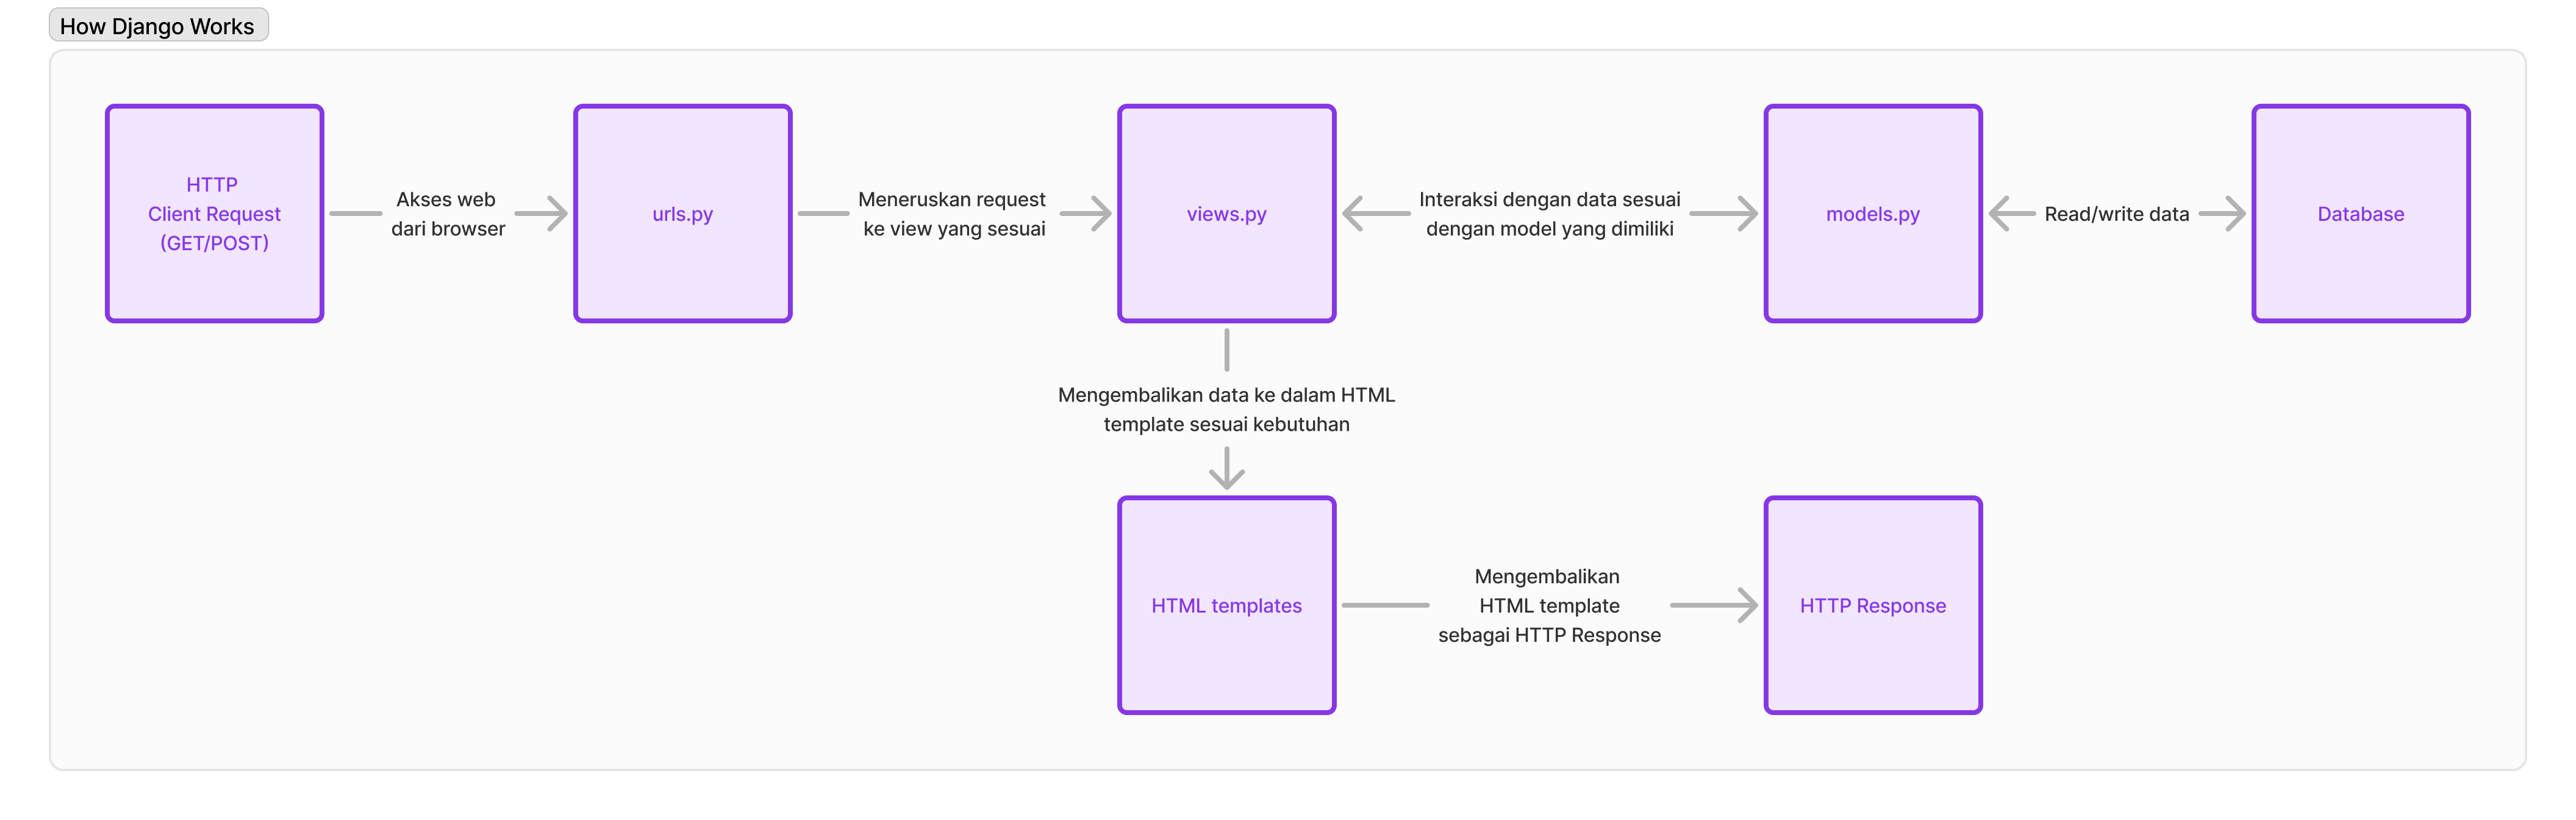 How Django Works
HTTP
Client Request
(GET/POST)
Akses web
dari browser
urls.py
Meneruskan request
ke view yang sesuai
views.py
Interaksi dengan data sesuai
dengan model yang dimiliki
models.py
Read/write data
Database
Mengembalikan data ke dalam HTML
template sesuai kebutuhan
HTML templates
Mengembalikan
HTML template
sebagai HTTP Response
HTTP Response